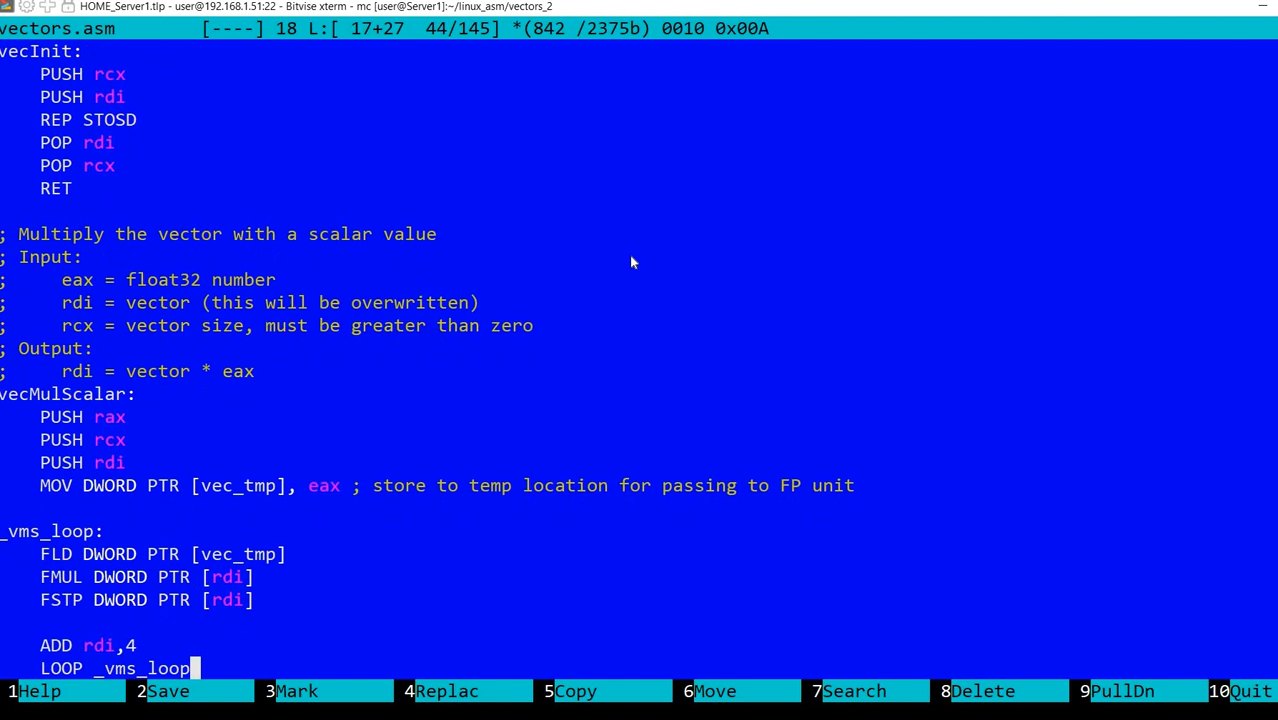 HOME_Server1.tlp - user@192.168.1.51:22 - Bitvise xterm - mc [user@Server1]:~/linux_asm/vectors_2
vectors.asm [----] 18 L:[ 17+27 44/145] *(842 /2375b) 0010 0x00A
vecInit:
PUSH rcx
PUSH rdi
REP STOSD
POP rdi
POP rcx
RET
; Multiply the vector with a scalar value
; Input:
; eax = float32 number
; rdi = vector (this will be overwritten)
; rcx = vector size, must be greater than zero
; Output:
; rdi = vector * eax
vecMulScalar:
PUSH rax
PUSH rcx
PUSH rdi
MOV DWORD PTR [vec_tmp], eax ; store to temp location for passing to FP unit
_vms_loop:
FLD DWORD PTR [vec_tmp]
FMUL DWORD PTR [rdi]
FSTP DWORD PTR [rdi]
ADD rdi,4
LOOP _vms_loop
1Help 2Save 3Mark 4Replac 5Copy 6Move 7Search 8Delete 9PullDn 10Quit